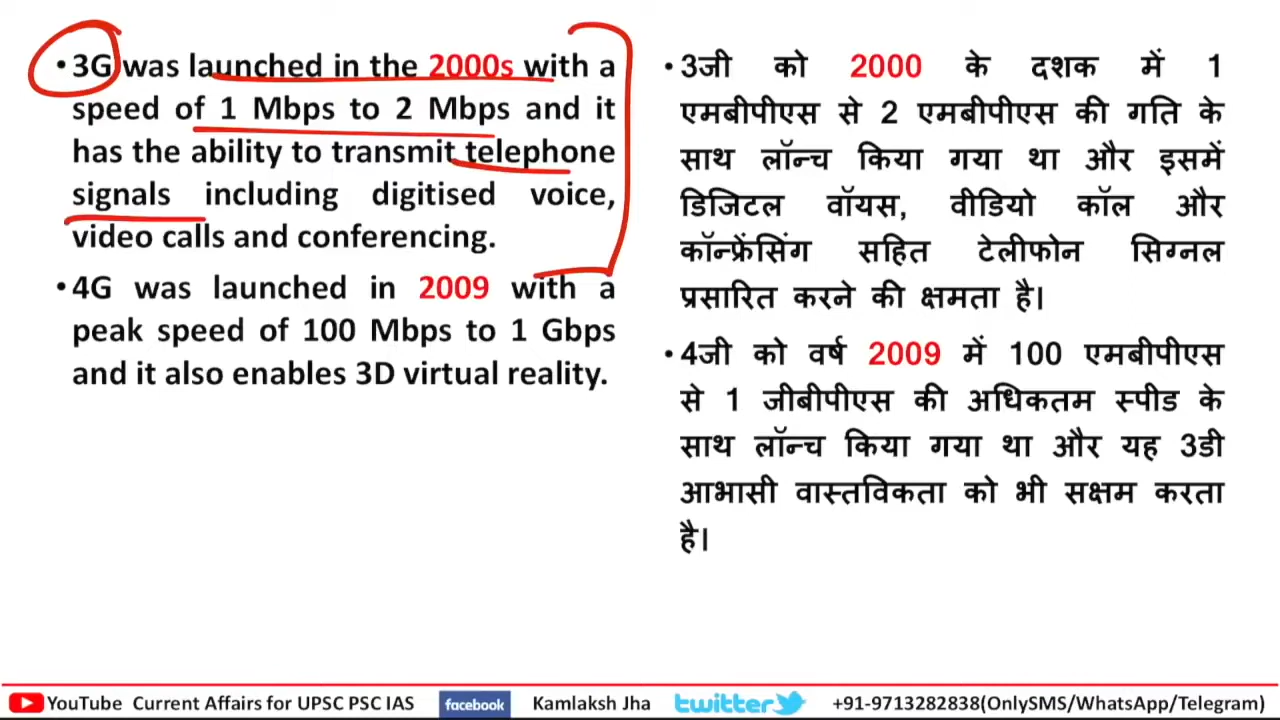 • 3G was launched in the 2000s with a
speed of 1 Mbps to 2 Mbps and it
has the ability to transmit telephone
signals including digitised voice,
video calls and conferencing.
• 4G was launched in 2009 with a
peak speed of 100 Mbps to 1 Gbps
and it also enables 3D virtual reality.
• 3जी को 2000 के दशक में 1
एमबीपीएस से 2 एमबीपीएस की गति के
साथ लॉन्च किया गया था और इसमें
डिजिटल वॉयस, वीडियो कॉल और
कॉन्फ्रेंसिंग सहित टेलीफोन सिग्नल
प्रसारित करने की क्षमता है।
• 4जी को वर्ष 2009 में 100 एमबीपीएस
से 1 जीबीपीएस की अधिकतम स्पीड के
साथ लॉन्च किया गया था और यह 3डी
आभासी वास्तविकता को भी सक्षम करता
है।
YouTube Current Affairs for UPSC PSC IAS facebook Kamlaksh Jha twitter +91-9713282838(OnlySMS/WhatsApp/Telegram)